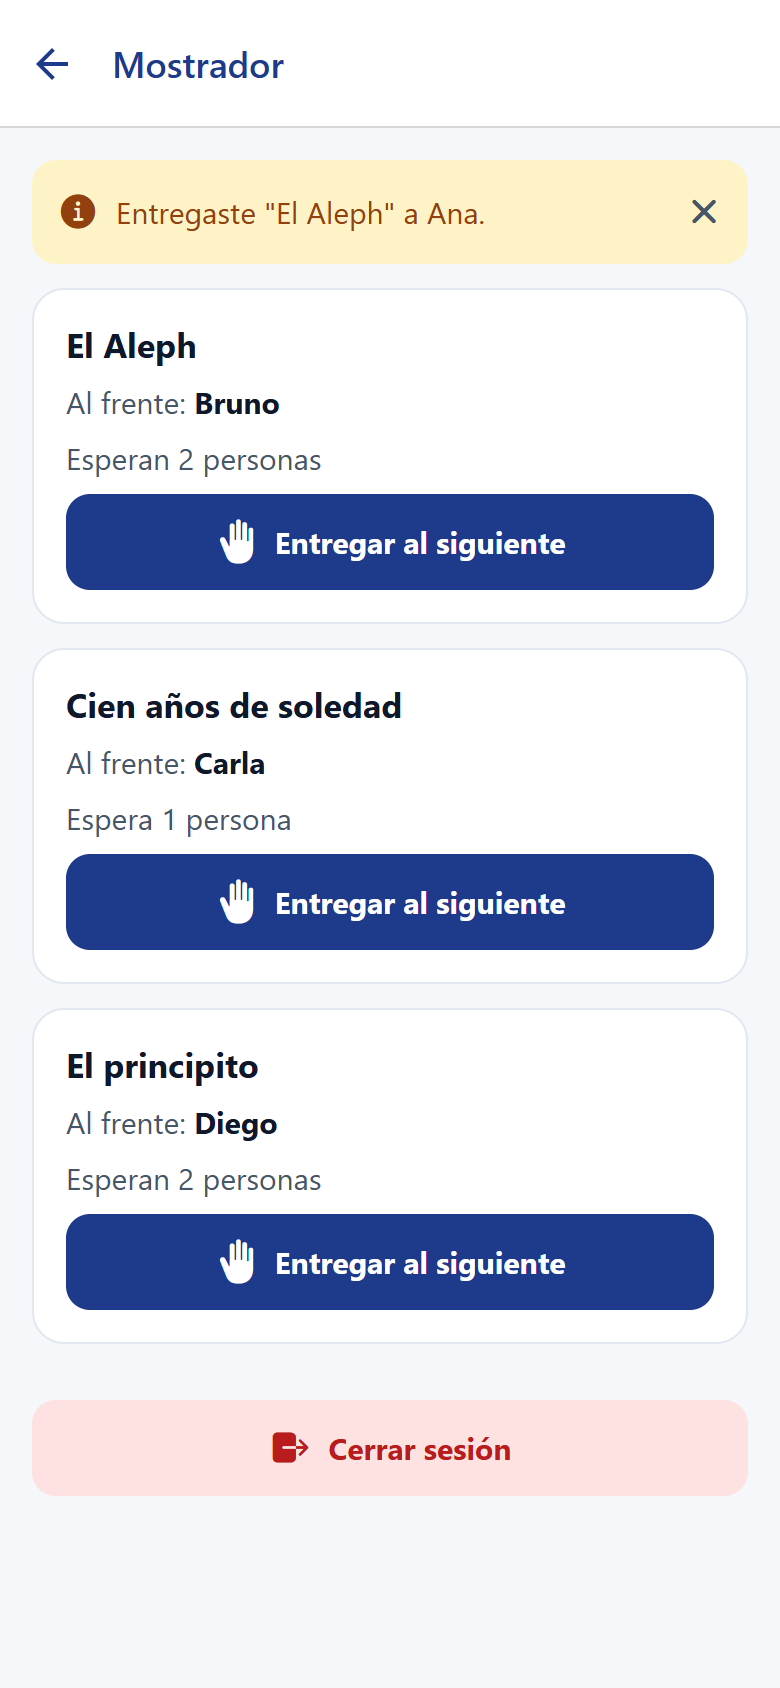 Mostrador
Entregaste "El Aleph" a Ana.
El Aleph
Al frente: Bruno
Esperan 2 personas
Entregar al siguiente
Cien años de soledad
Al frente: Carla
Espera 1 persona
Entregar al siguiente
El principito
Al frente: Diego
Esperan 2 personas
Entregar al siguiente
Cerrar sesión